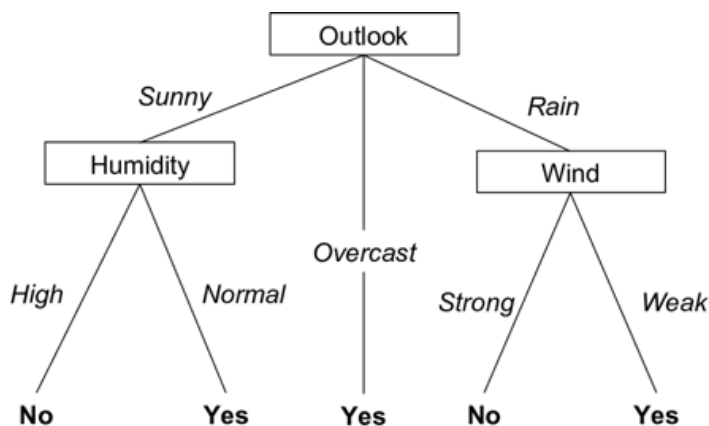 Outlook
Sunny
Rain
Humidity
Wind
Overcast
High
Normal
Strong
Weak
No
Yes
Yes
No
Yes